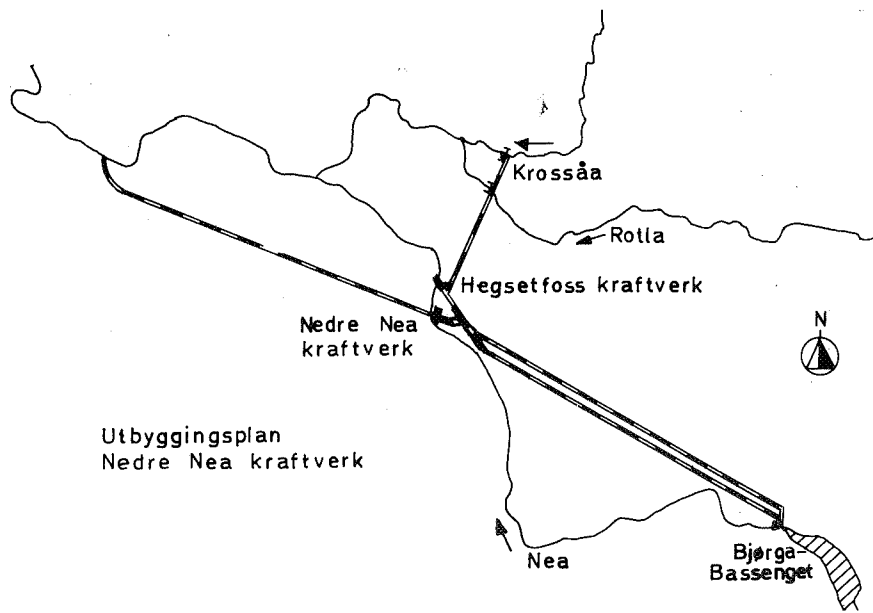 Krossåa
Rotla
Hegsetfoss kraftverk
N
Nedre Nea
kraftverk
Utbyggingsplan
Nedre Nea kraftverk
Nea
Bjørga-
Bassenget